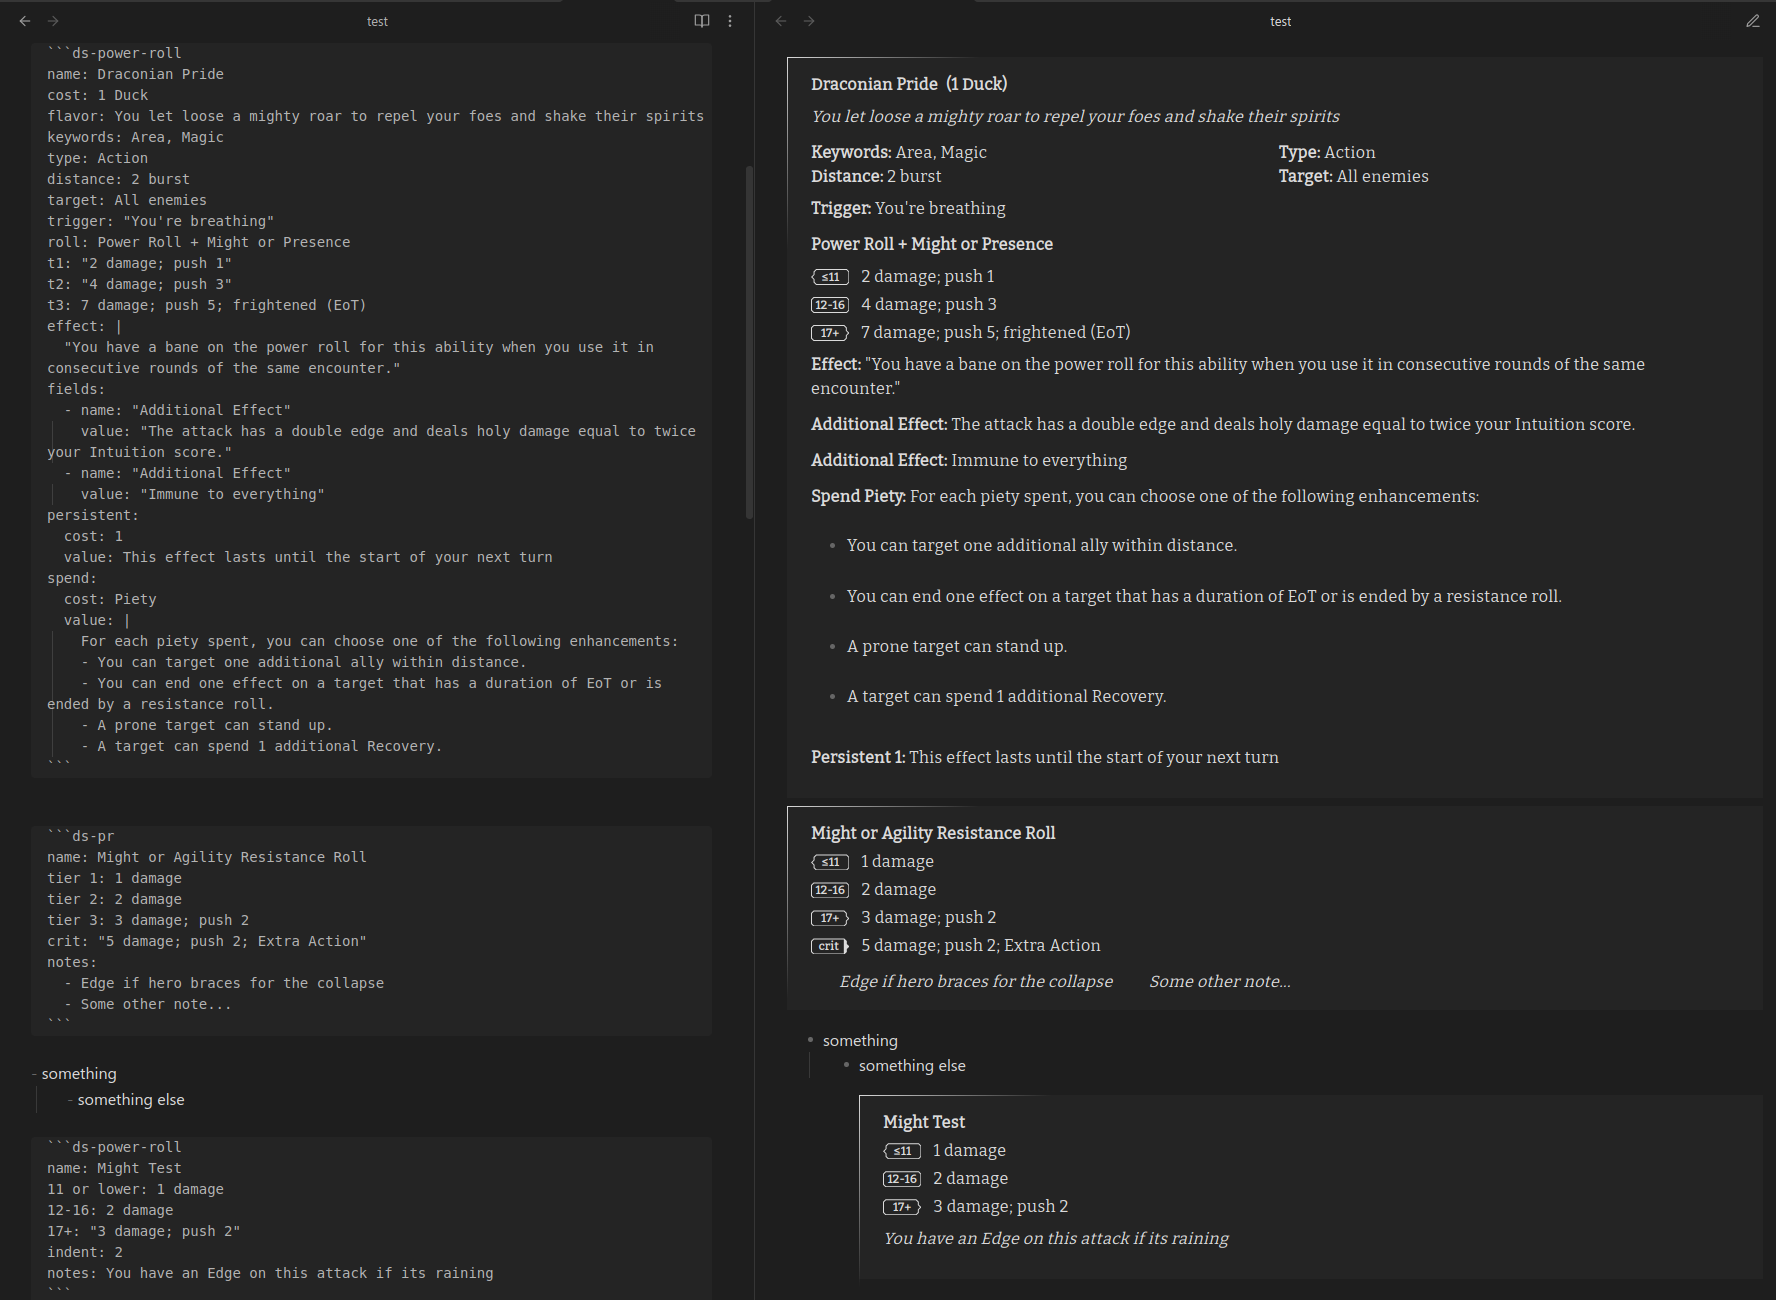 test
```ds-power-roll
name: Draconian Pride
cost: 1 Duck
flavor: You let loose a mighty roar to repel your foes and shake their spirits
keywords: Area, Magic
type: Action
distance: 2 burst
target: All enemies
trigger: "You're breathing"
roll: Power Roll + Might or Presence
t1: "2 damage; push 1"
t2: "4 damage; push 3"
t3: 7 damage; push 5; frightened (EoT)
effect: |
"You have a bane on the power roll for this ability when you use it in
consecutive rounds of the same encounter."
fields:
- name: "Additional Effect"
value: "The attack has a double edge and deals holy damage equal to twice
your Intuition score."
- name: "Additional Effect"
value: "Immune to everything"
persistent:
cost: 1
value: This effect lasts until the start of your next turn
spend:
cost: Piety
value: |
For each piety spent, you can choose one of the following enhancements:
- You can target one additional ally within distance.
- You can end one effect on a target that has a duration of EoT or is
ended by a resistance roll.
- A prone target can stand up.
- A target can spend 1 additional Recovery.
```
```ds-pr
name: Might or Agility Resistance Roll
tier 1: 1 damage
tier 2: 2 damage
tier 3: 3 damage; push 2
crit: "5 damage; push 2; Extra Action"
notes:
- Edge if hero braces for the collapse
- Some other note...
```
- something
- something else
```ds-power-roll
name: Might Test
11 or lower: 1 damage
12-16: 2 damage
17+: "3 damage; push 2"
indent: 2
notes: You have an Edge on this attack if its raining
```
test
Draconian Pride (1 Duck)
You let loose a mighty roar to repel your foes and shake their spirits
Keywords: Area, Magic Type: Action
Distance: 2 burst Target: All enemies
Trigger: You're breathing
Power Roll + Might or Presence
≤11 2 damage; push 1
12-16 4 damage; push 3
17+ 7 damage; push 5; frightened (EoT)
Effect: "You have a bane on the power roll for this ability when you use it in consecutive rounds of the same
encounter."
Additional Effect: The attack has a double edge and deals holy damage equal to twice your Intuition score.
Additional Effect: Immune to everything
Spend Piety: For each piety spent, you can choose one of the following enhancements:
• You can target one additional ally within distance.
• You can end one effect on a target that has a duration of EoT or is ended by a resistance roll.
• A prone target can stand up.
• A target can spend 1 additional Recovery.
Persistent 1: This effect lasts until the start of your next turn
Might or Agility Resistance Roll
≤11 1 damage
12-16 2 damage
17+ 3 damage; push 2
crit 5 damage; push 2; Extra Action
Edge if hero braces for the collapse Some other note...
• something
• something else
Might Test
≤11 1 damage
12-16 2 damage
17+ 3 damage; push 2
You have an Edge on this attack if its raining